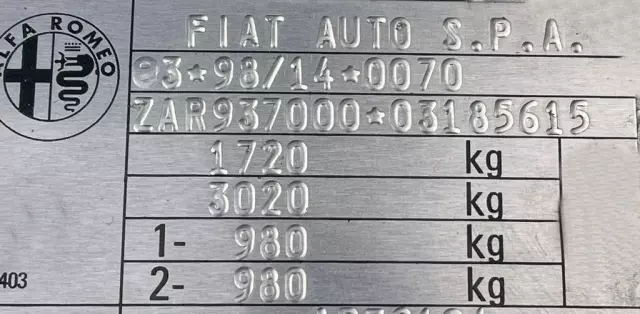 ALFA ROMEO
FIAT AUTO S.P.A.
e3*98/14*0070
ZAR937000*03185615
1720 kg
3020 kg
1- 980 kg
2- 980 kg
403